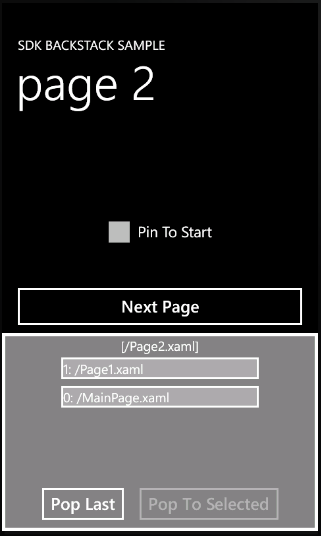 SDK BACKSTACK SAMPLE
page 2
Pin To Start
Next Page
[/Page2.xaml]
1: /Page1.xaml
0: /MainPage.xaml
Pop Last Pop To Selected